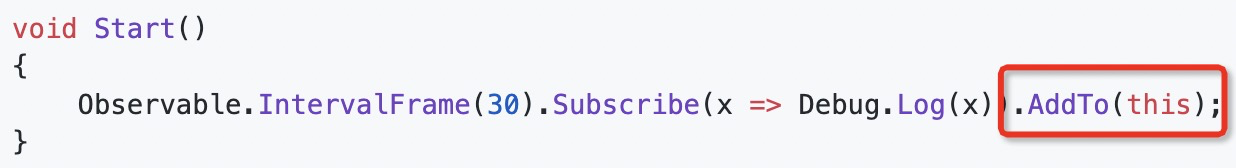 void Start()
{
    Observable.IntervalFrame(30).Subscribe(x => Debug.Log(x)).AddTo(this);
}